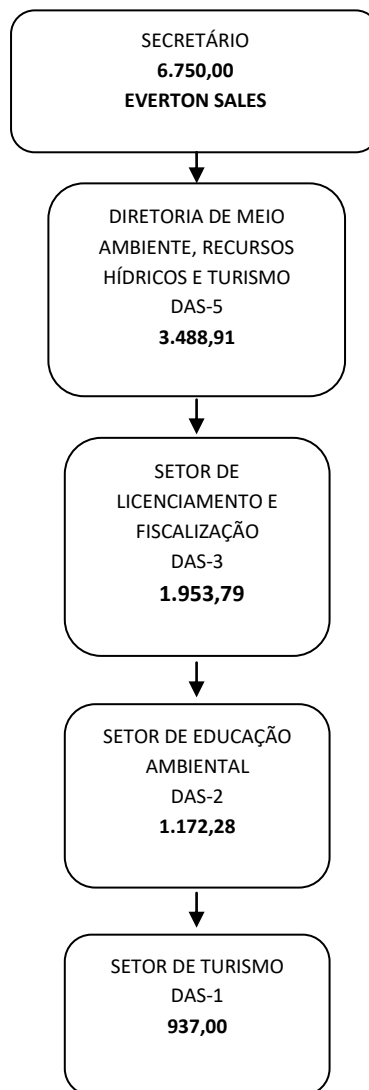 SECRETÁRIO
6.750,00
EVERTON SALES
DIRETORIA DE MEIO
AMBIENTE, RECURSOS
HÍDRICOS E TURISMO
DAS-5
3.488,91
SETOR DE
LICENCIAMENTO E
FISCALIZAÇÃO
DAS-3
1.953,79
SETOR DE EDUCAÇÃO
AMBIENTAL
DAS-2
1.172,28
SETOR DE TURISMO
DAS-1
937,00